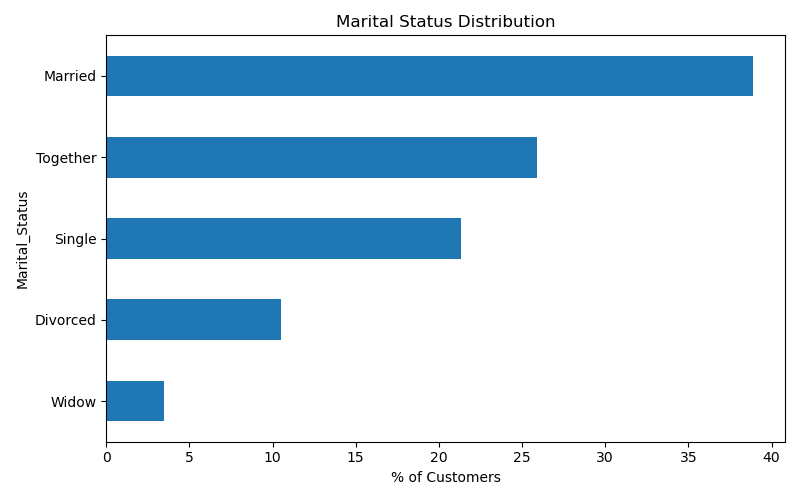 Marital Status Distribution
Marital_Status
Married
Together
Single
Divorced
Widow
0 5 10 15 20 25 30 35 40
% of Customers